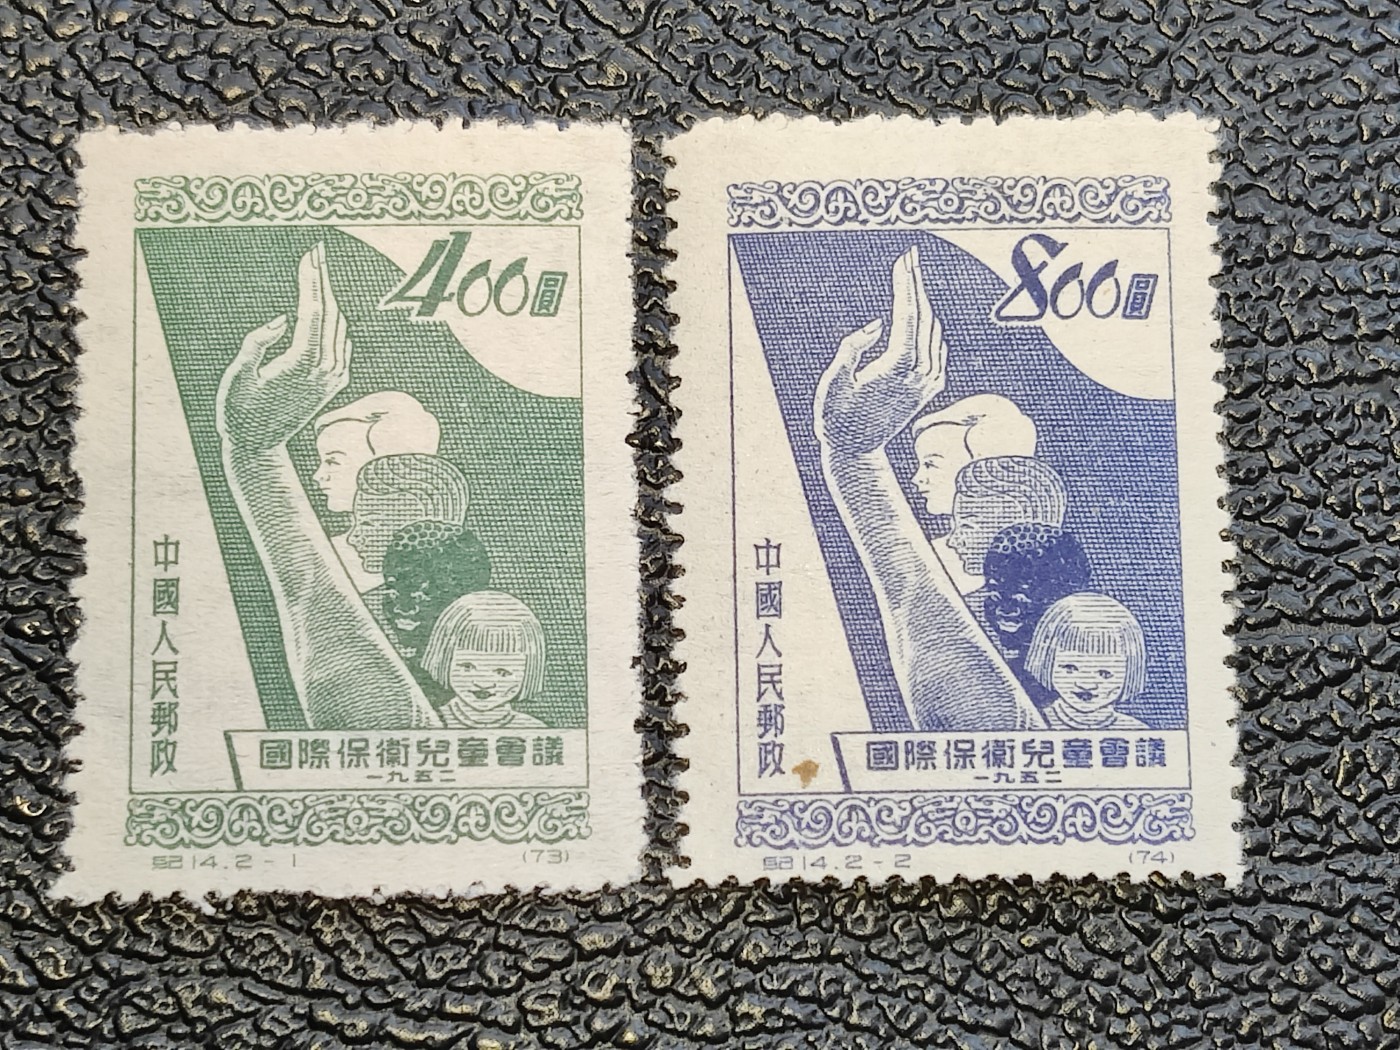 400圓
中國人民郵政
國際保衛兒童會議
一九五二
紀14.2-1
(73)
800圓
中國人民郵政
國際保衛兒童會議
一九五二
紀14.2-2
(74)